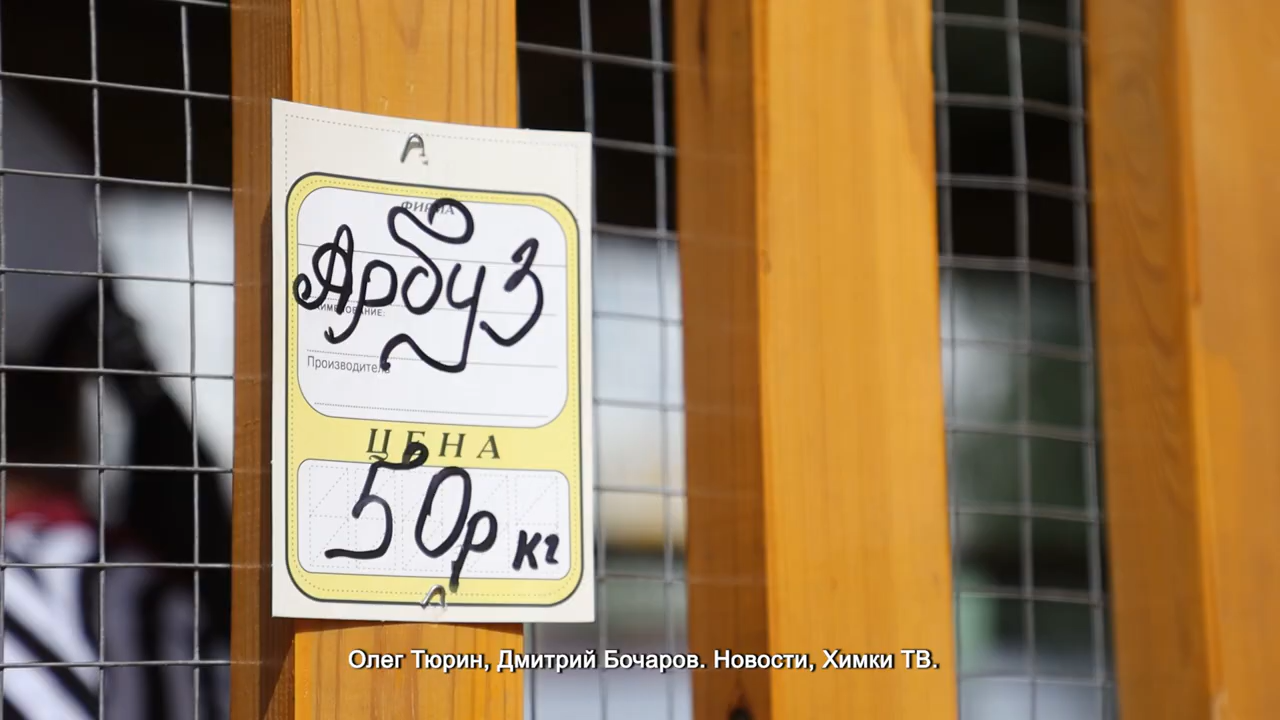 ФИРМА
Арбуз
НАИМЕНОВАНИЕ:
Производитель
ЦЕНА
50р кг
Олег Тюрин, Дмитрий Бочаров. Новости, Химки ТВ.